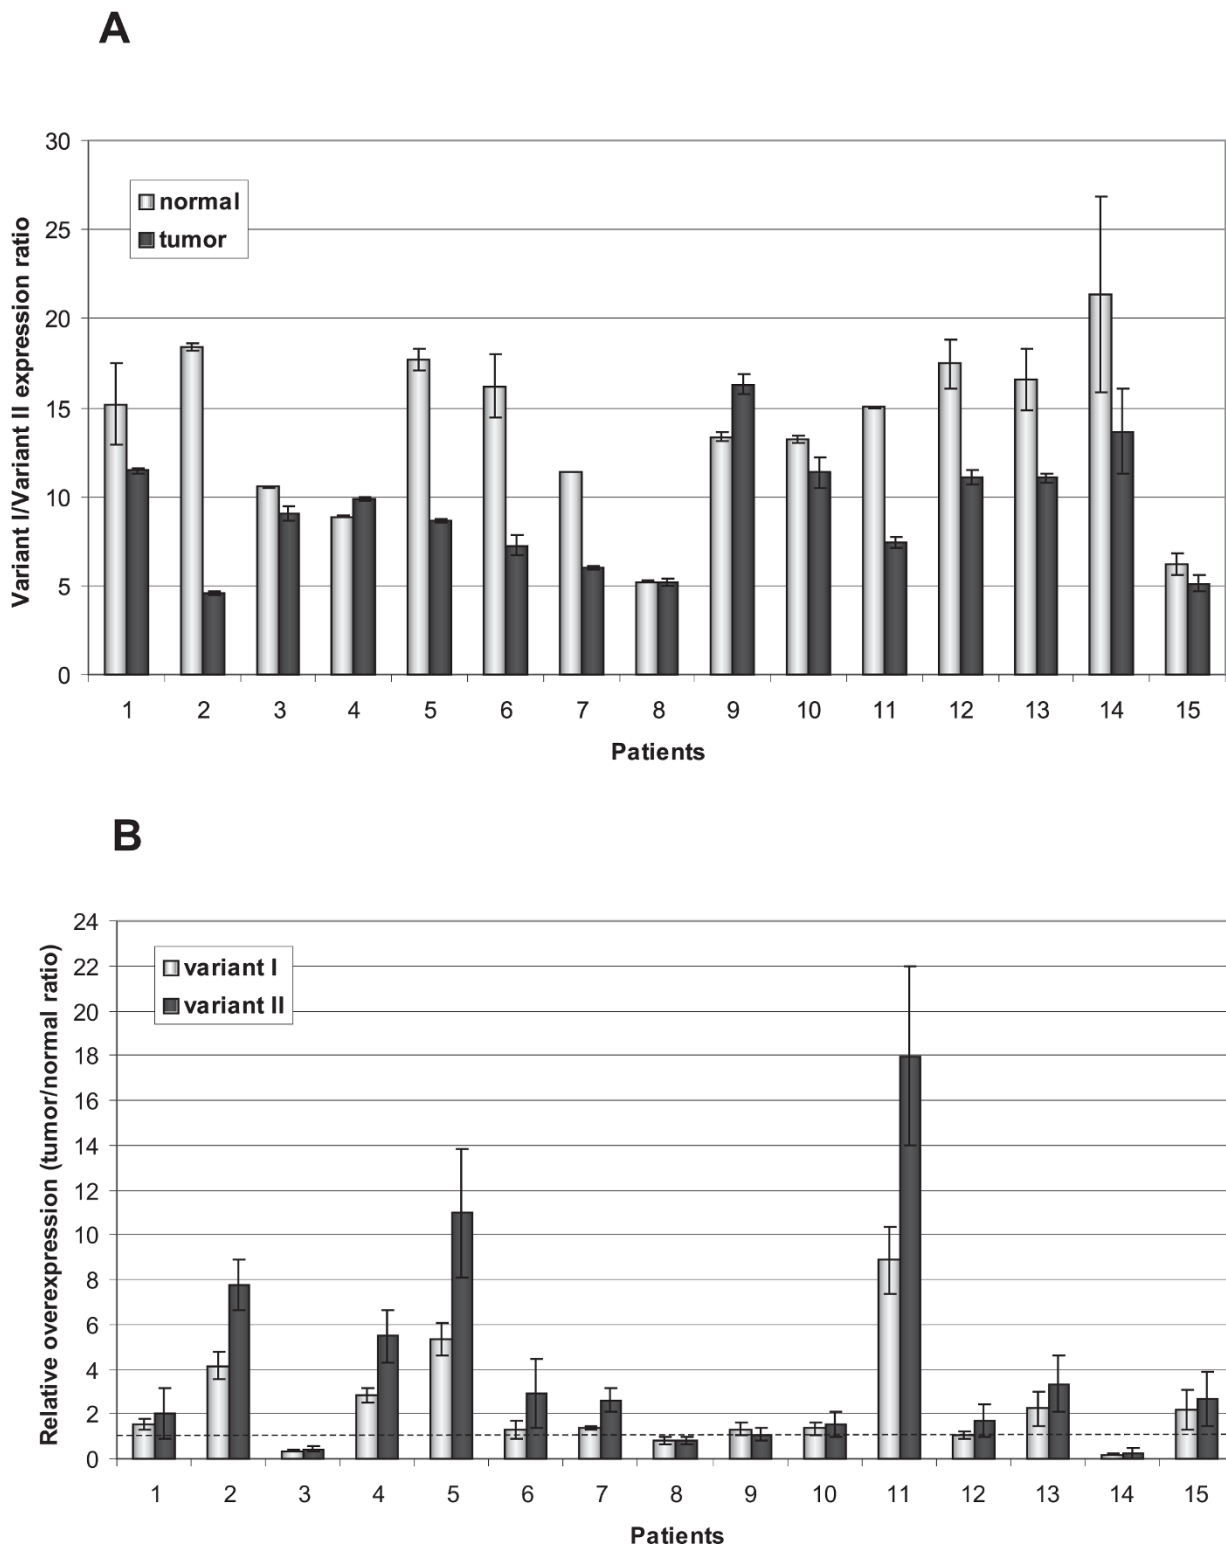 A
Variant I/Variant II expression ratio
30
25
20
15
10
5
0
normal
tumor
1 2 3 4 5 6 7 8 9 10 11 12 13 14 15
Patients
B
Relative overexpression (tumor/normal ratio)
24
22
20
18
16
14
12
10
8
6
4
2
0
variant I
variant II
1 2 3 4 5 6 7 8 9 10 11 12 13 14 15
Patients